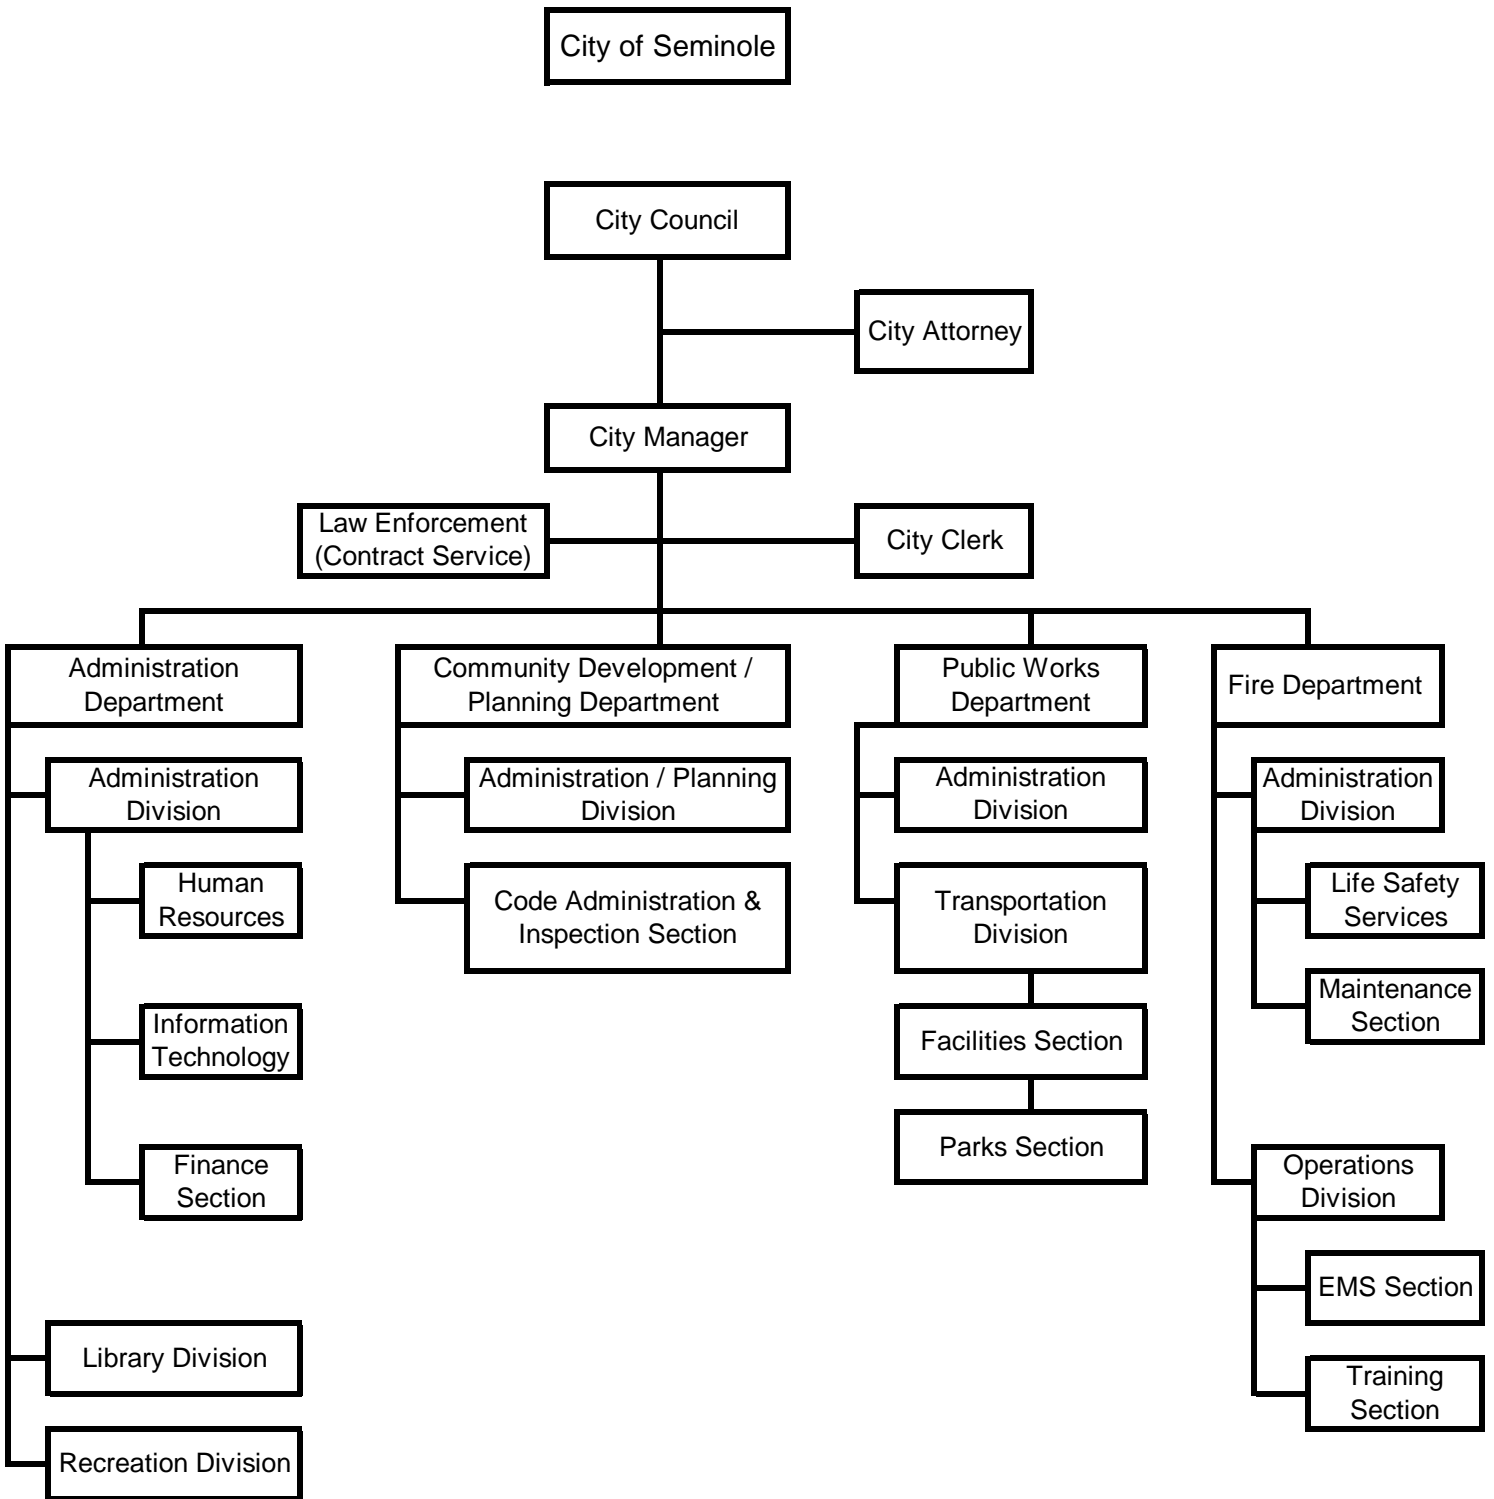 City of Seminole
City Council
City Attorney
City Manager
Law Enforcement
(Contract Service)
City Clerk
Administration
Department
Community Development /
Planning Department
Public Works
Department
Fire Department
Administration
Division
Administration / Planning
Division
Administration
Division
Administration
Division
Human
Resources
Code Administration &
Inspection Section
Transportation
Division
Life Safety
Services
Information
Technology
Facilities Section
Maintenance
Section
Finance
Section
Parks Section
Operations
Division
EMS Section
Library Division
Training
Section
Recreation Division